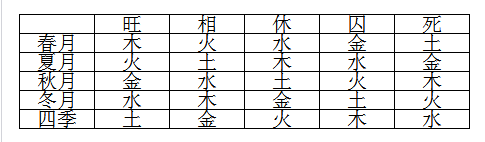 旺 相 休 囚 死
春月 木 火 水 金 土
夏月 火 土 木 水 金
秋月 金 水 土 火 木
冬月 水 木 金 土 火
四季 土 金 火 木 水